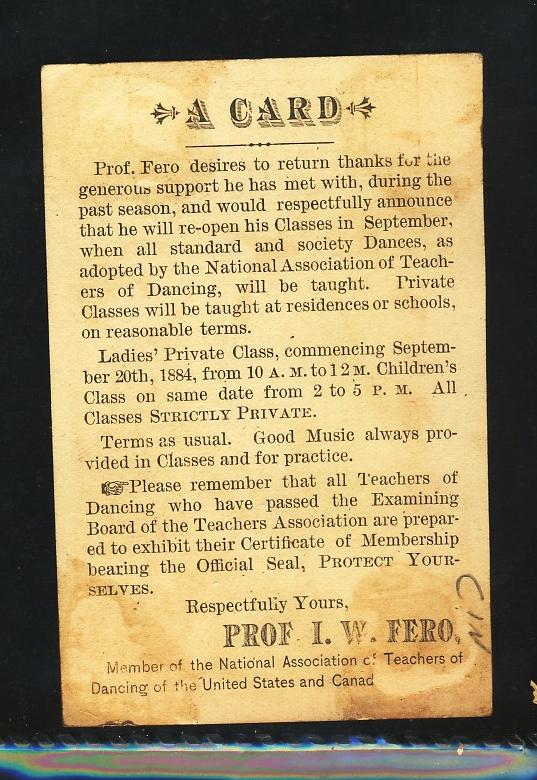 A CARD
Prof. Fero desires to return thanks for the
generous support he has met with, during the
past season, and would respectfully announce
that he will re-open his Classes in September,
when all standard and society Dances, as
adopted by the National Association of Teach-
ers of Dancing, will be taught. Private
Classes will be taught at residences or schools,
on reasonable terms.
Ladies' Private Class, commencing Septem-
ber 20th, 1884, from 10 A. M. to 12 M. Children's
Class on same date from 2 to 5 P. M. All
Classes STRICTLY PRIVATE.
Terms as usual. Good Music always pro-
vided in Classes and for practice.
☞Please remember that all Teachers of
Dancing who have passed the Examining
Board of the Teachers Association are prepar-
ed to exhibit their Certificate of Membership
bearing the Official Seal, PROTECT YOUR-
SELVES.
Respectfully Yours,
PROF I. W. FERO,
Member of the National Association of Teachers of
Dancing of the United States and Canad
CIN